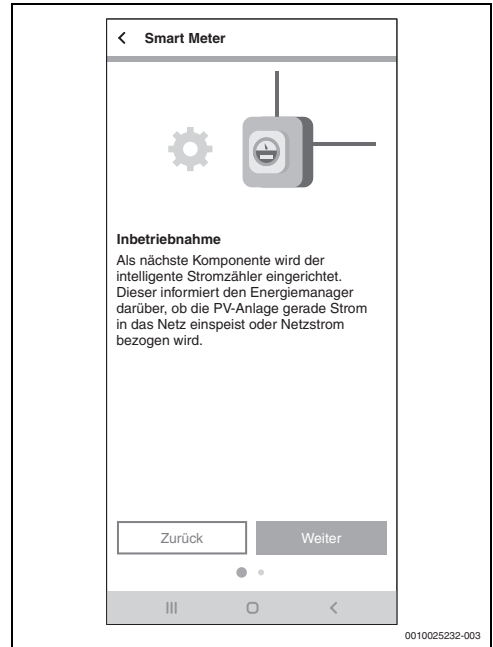 Smart Meter
Inbetriebnahme
Als nächste Komponente wird der
intelligente Stromzähler eingerichtet.
Dieser informiert den Energiemanager
darüber, ob die PV-Anlage gerade Strom
in das Netz einspeist oder Netzstrom
bezogen wird.
Zurück
Weiter
0010025232-003